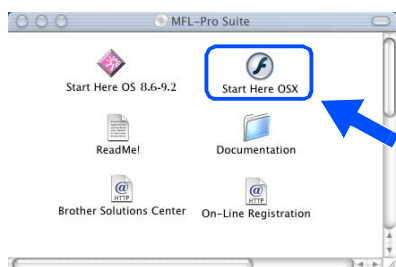 MFL-Pro Suite
Start Here OS 8.6-9.2
Start Here OSX
ReadMe!
Documentation
@
HTTP
@
HTTP
Brother Solutions Center
On-Line Registration